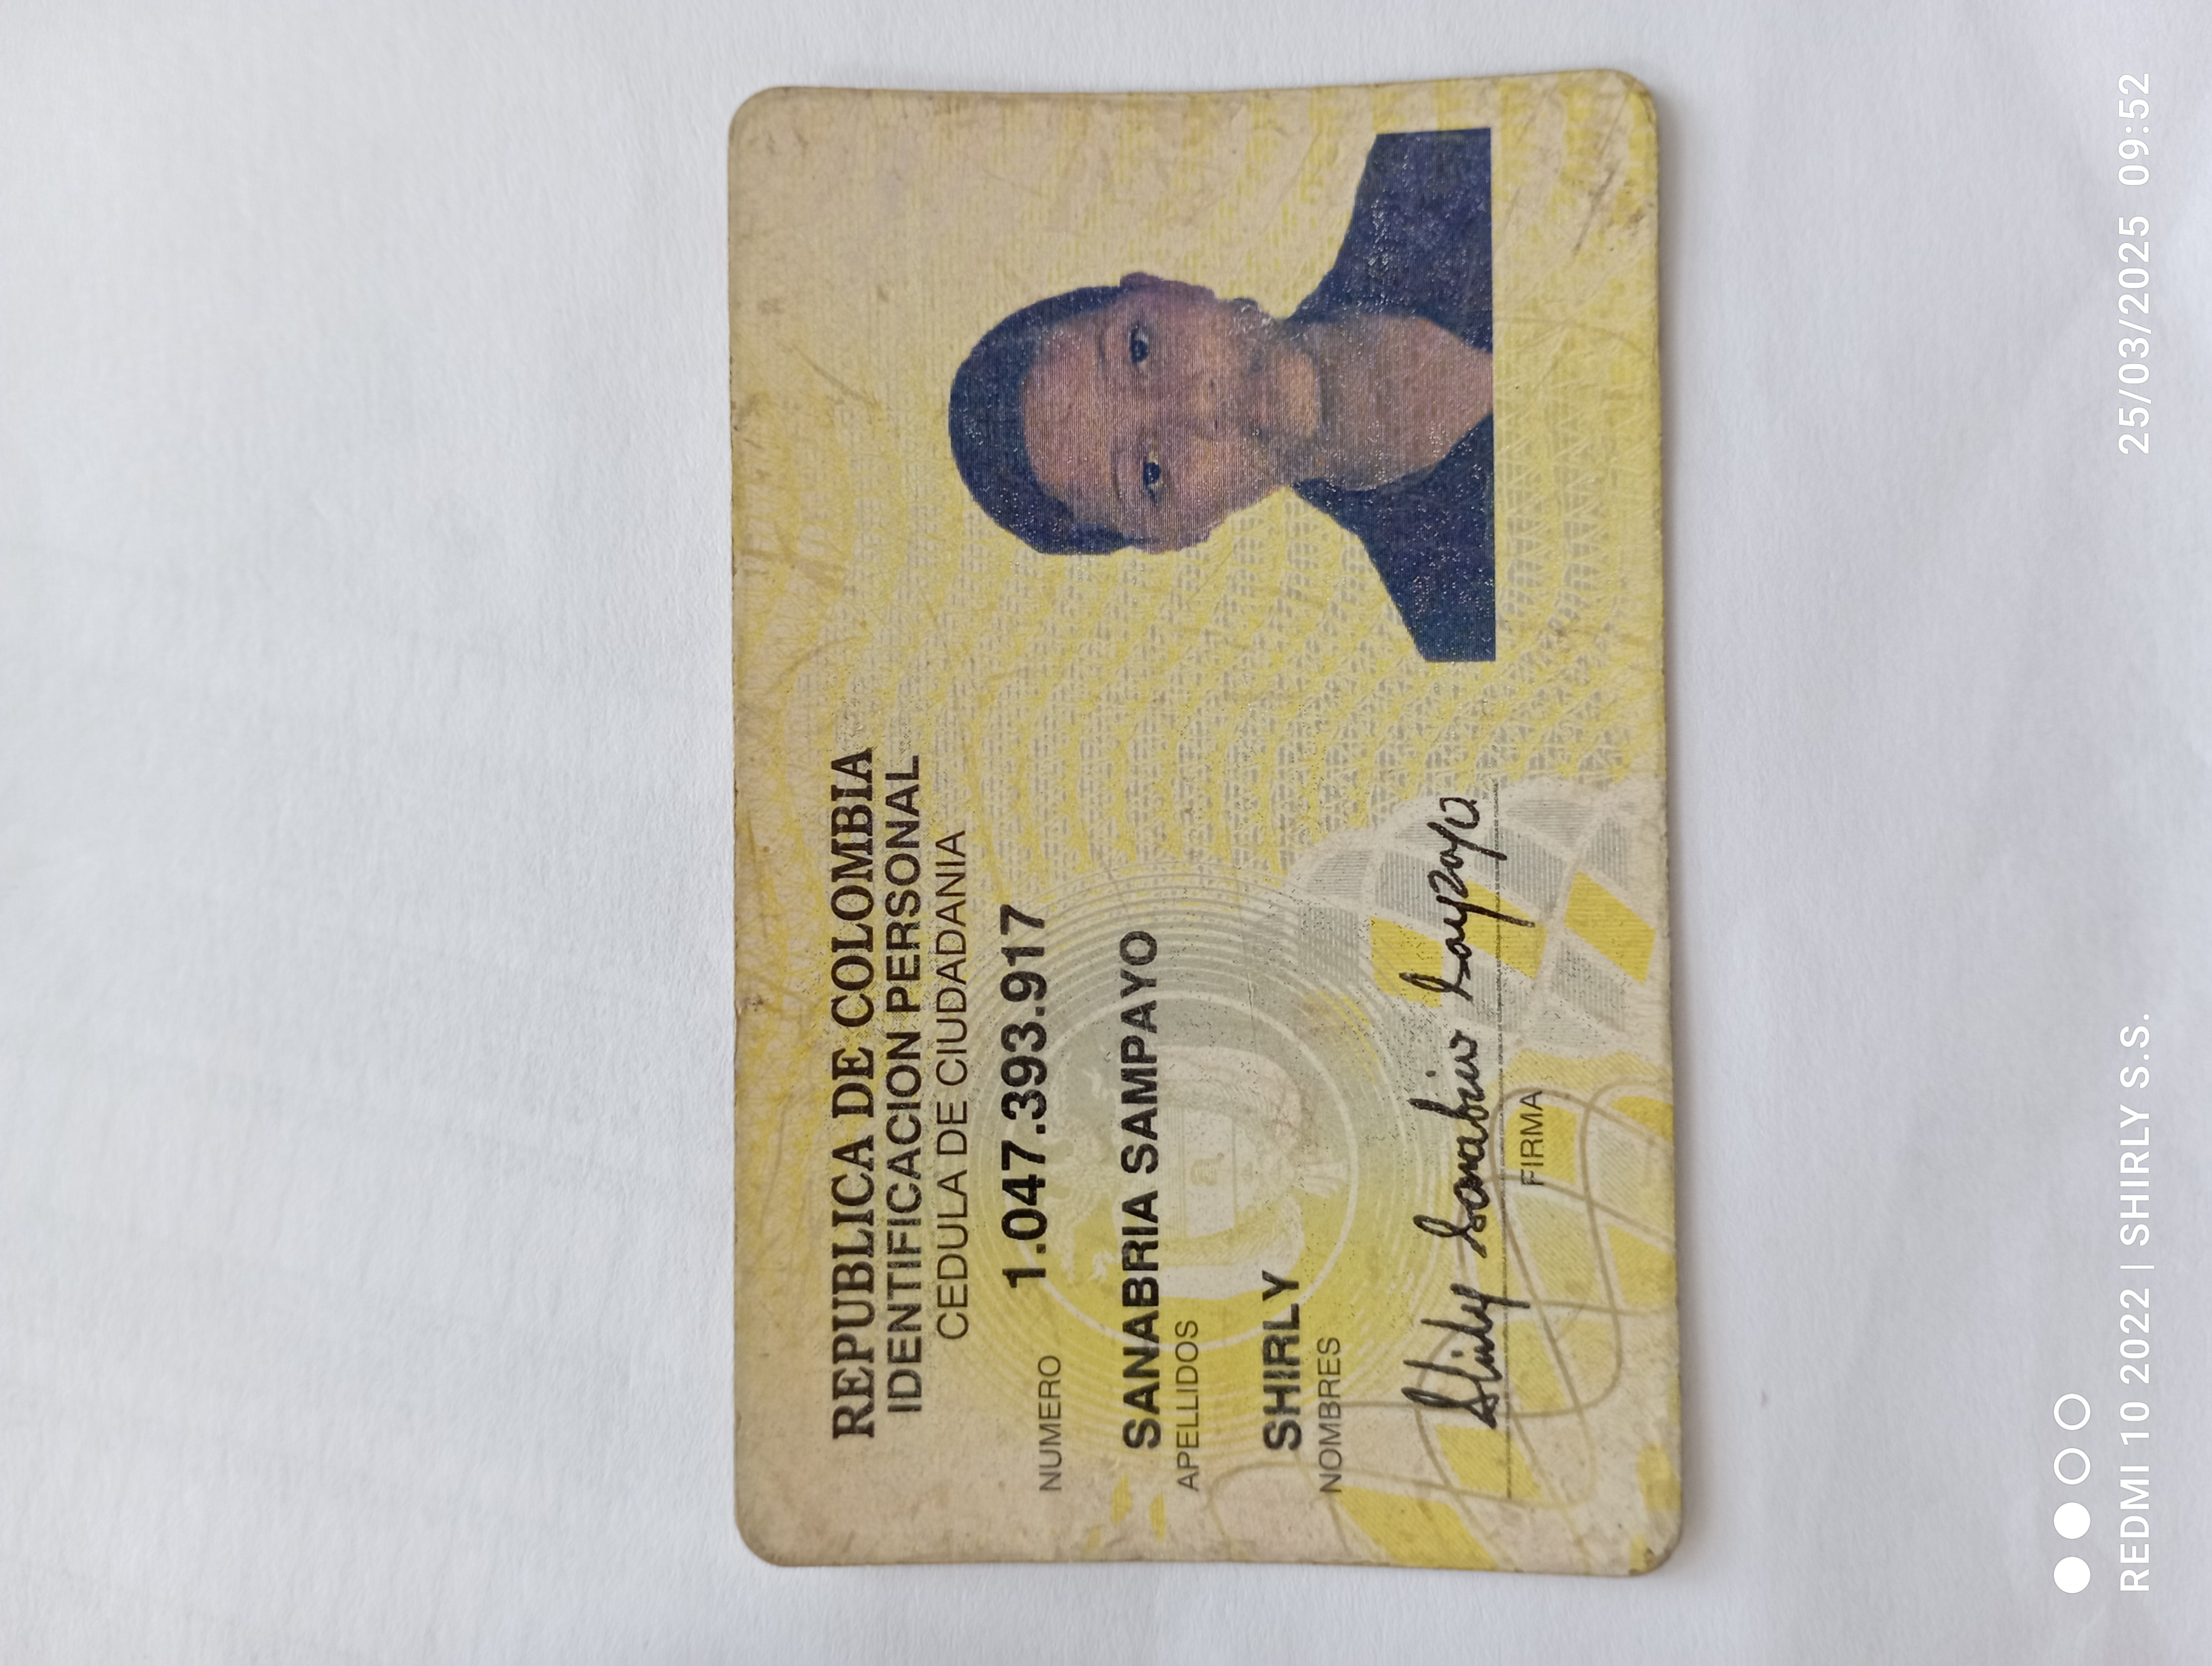 REPUBLICA DE COLOMBIA
IDENTIFICACION PERSONAL
CEDULA DE CIUDADANIA
NUMERO 1.047.393.917
SANABRIA SAMPAYO
APELLIDOS
SHIRLY
NOMBRES
Shirly Sanabria Sampayo
FIRMA
REDMI 10 2022 | SHIRLY S.S.
25/03/2025 09:52